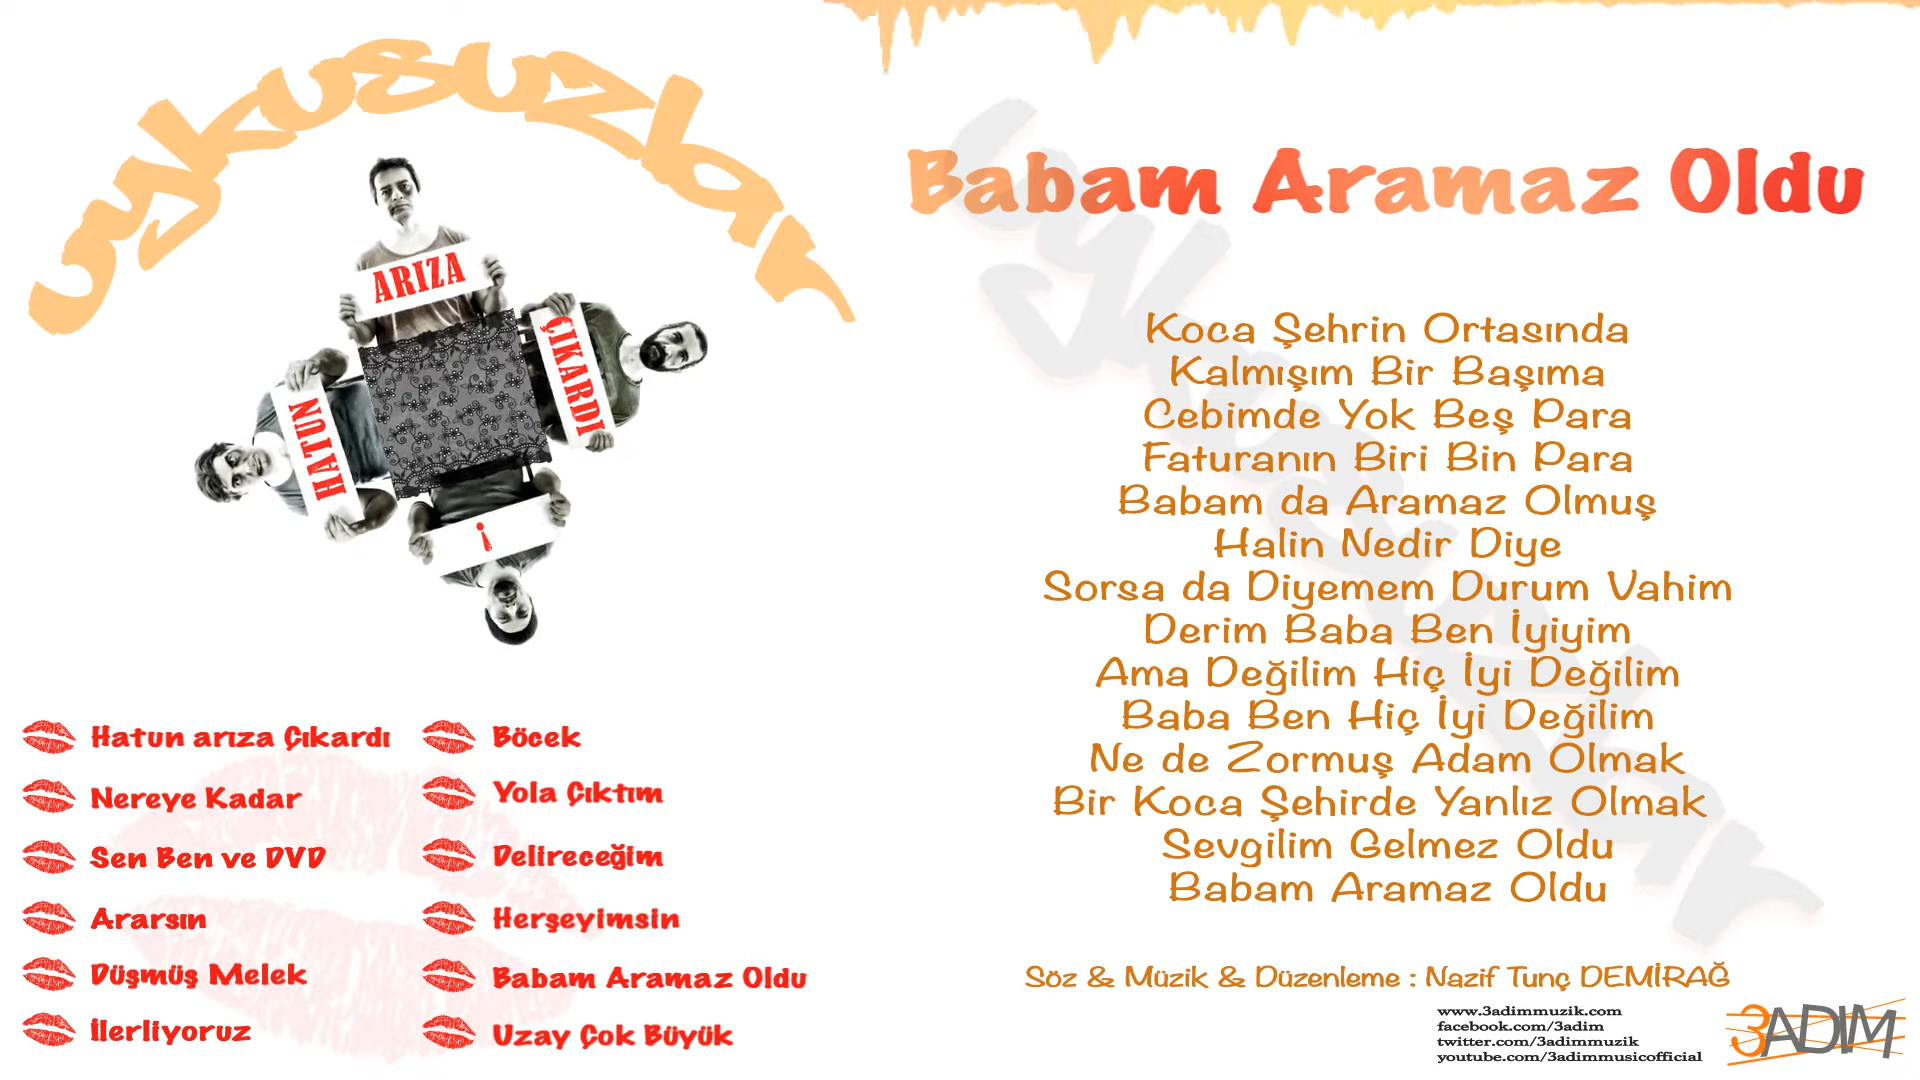 uykusuzlar
ARIZA
ÇIKARDI
HATUN
!
Hatun arıza Çıkardı
Nereye Kadar
Sen Ben ve DVD
Ararsın
Düşmüş Melek
İlerliyoruz
Böcek
Yola Çıktım
Delireceğim
Herşeyimsin
Babam Aramaz Oldu
Uzay Çok Büyük
Babam Aramaz Oldu
Koca Şehrin Ortasında
Kalmışım Bir Başıma
Cebimde Yok Beş Para
Faturanın Biri Bin Para
Babam da Aramaz Olmuş
Halin Nedir Diye
Sorsa da Diyemem Durum Vahim
Derim Baba Ben İyiyim
Ama Değilim Hiç İyi Değilim
Baba Ben Hiç İyi Değilim
Ne de Zormuş Adam Olmak
Bir Koca Şehirde Yanlız Olmak
Sevgilim Gelmez Oldu
Babam Aramaz Oldu
uykusuzlar
Söz & Müzik & Düzenleme : Nazif Tunç DEMİRAĞ
www.3adimmuzik.com
facebook.com/3adim
twitter.com/3adimmuzik
youtube.com/3adimmusicofficial
3ADIM